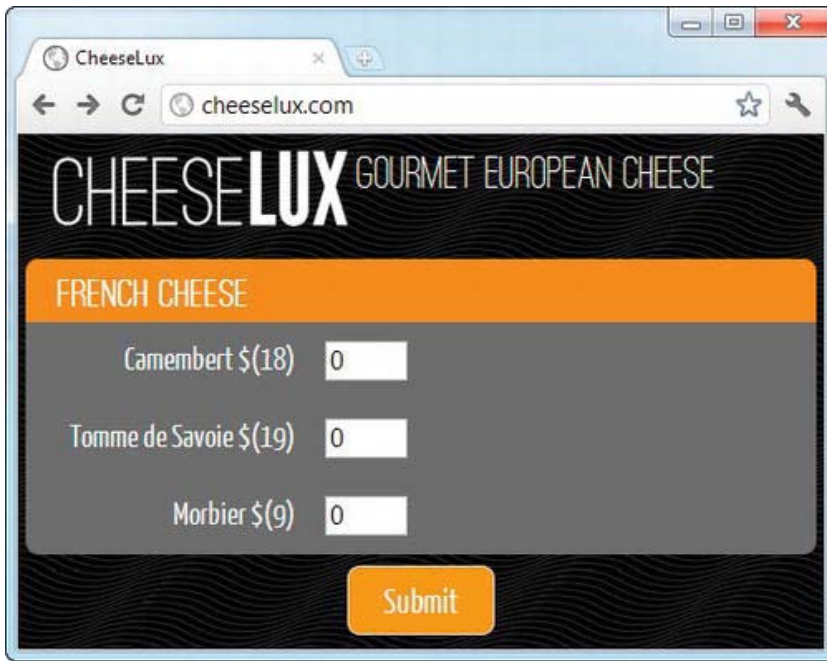 CheeseLux
cheeselux.com
CHEESELUX GOURMET EUROPEAN CHEESE
FRENCH CHEESE
Camembert $(18) 0
Tomme de Savoie $(19) 0
Morbier $(9) 0
Submit